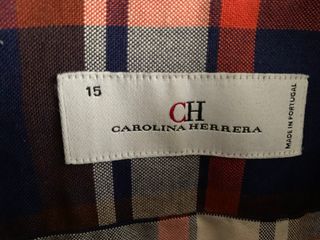 15
CH
CAROLINA HERRERA
MADE IN PORTUGAL